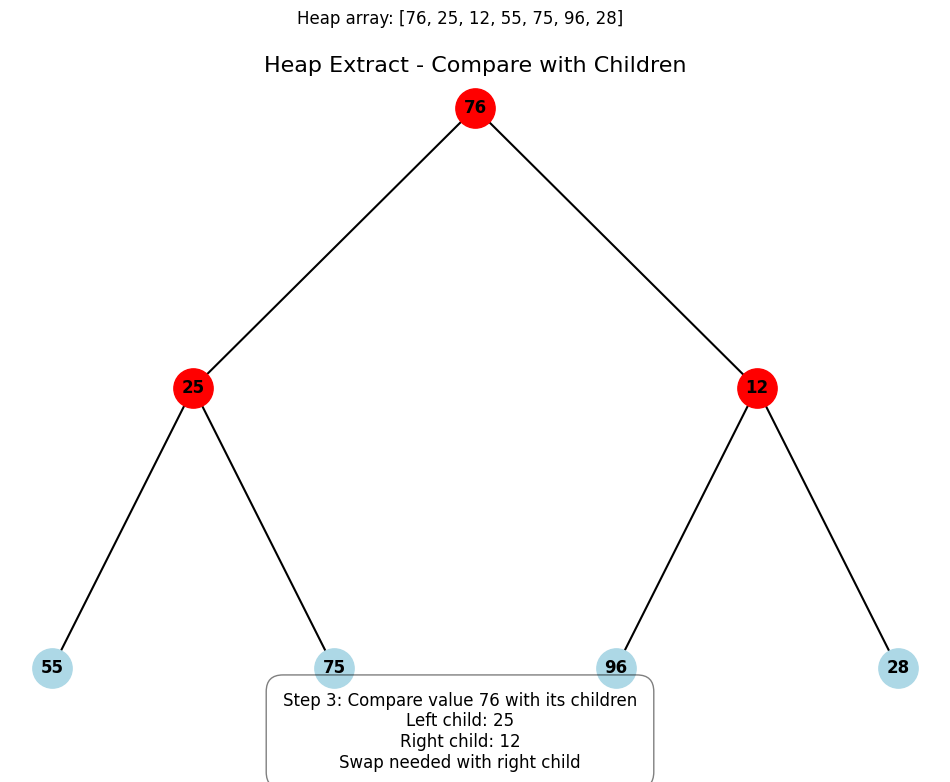 Heap array: [76, 25, 12, 55, 75, 96, 28]
Heap Extract - Compare with Children
76
25
12
55
75
96
28
Step 3: Compare value 76 with its children
Left child: 25
Right child: 12
Swap needed with right child